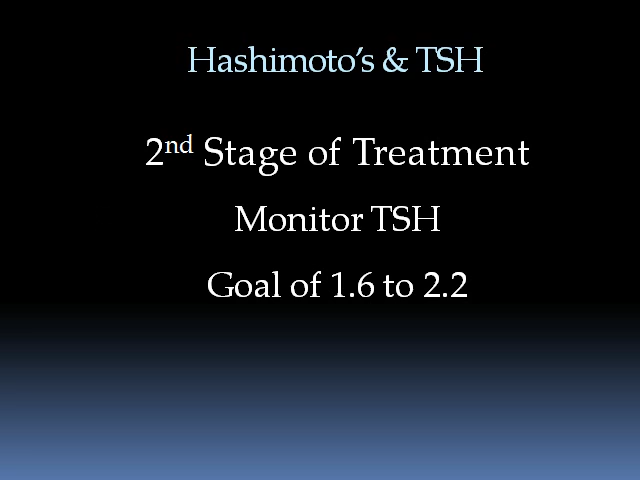 Hashimoto’s & TSH
2nd Stage of Treatment
Monitor TSH
Goal of 1.6 to 2.2